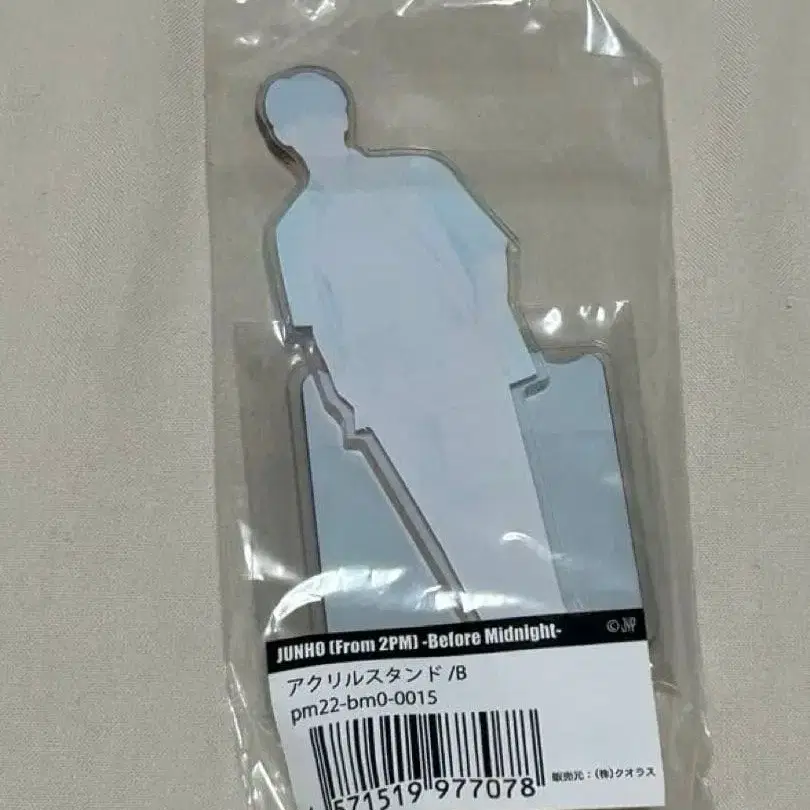 JUNHO (From 2PM) -Before Midnight- ©JYP
アクリルスタンド /B
pm22-bm0-0015
571519 977078
販売元：(株)クオラス